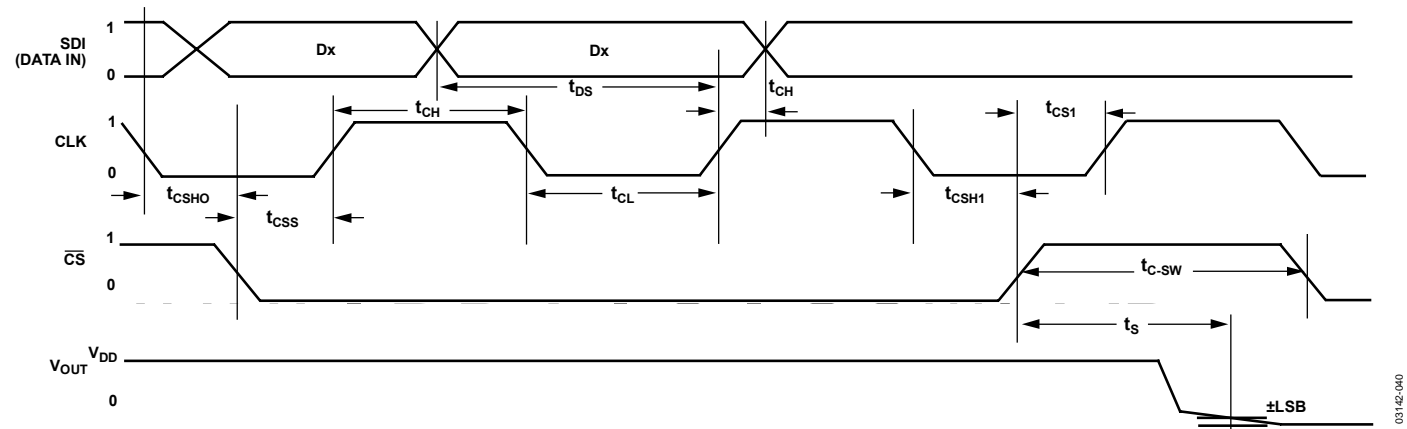 1
SDI
(DATA IN)
0
Dx
Dx
tDS
tCH
tCH
tCS1
1
CLK
0
tCSHO
tCSS
tCL
tCSH1
1
CS
0
tC-SW
tS
VOUT
VDD
0
±LSB
03142-040